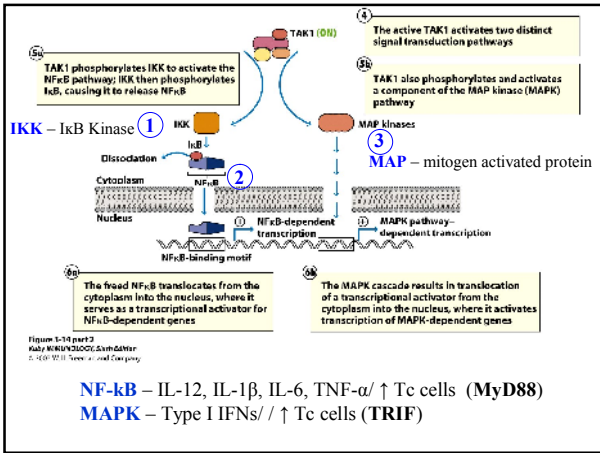 TAK1 (ON)
4
The active TAK1 activates two distinct
signal transduction pathways
5a
TAK1 phosphorylates IKK to activate the
NFκB pathway; IKK then phosphorylates
IκB, causing it to release NFκB
5b
TAK1 also phosphorylates and activates
a component of the MAP kinase (MAPK)
pathway
IKK – IκB Kinase 1
IKK
MAP kinases
3
MAP – mitogen activated protein
IκB
Dissociation
2
NFκB
Cytoplasm
Nucleus
NFκB-dependent
transcription
MAPK pathway–
dependent transcription
NFκB-binding motif
6a
The freed NFκB translocates from the
cytoplasm into the nucleus, where it
serves as a transcriptional activator for
NFκB-dependent genes
6b
The MAPK cascade results in translocation
of a transcriptional activator from the
cytoplasm into the nucleus, where it activates
transcription of MAPK-dependent genes
Figure 3-14 part 2
Kuby IMMUNOLOGY, Sixth Edition
© 2007 W.H. Freeman and Company
NF-kB – IL-12, IL-1β, IL-6, TNF-α/ ↑ Tc cells (MyD88)
MAPK – Type I IFNs/ / ↑ Tc cells (TRIF)